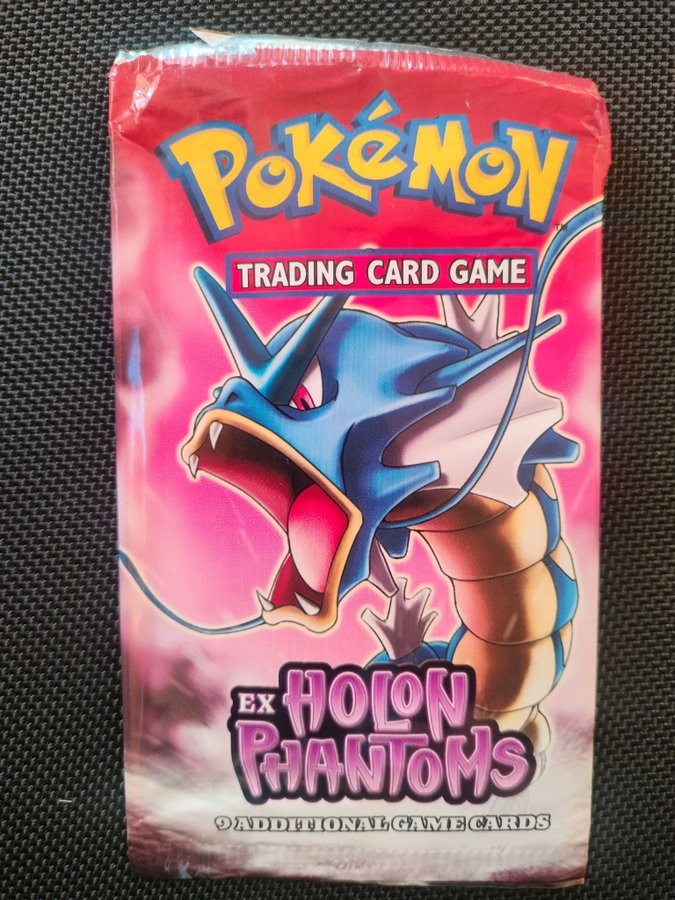 POKéMON
TRADING CARD GAME
EX HOLON
PHANTOMS
9 ADDITIONAL GAME CARDS